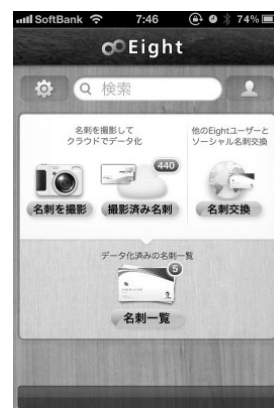 SoftBank 7:46 74%
Eight
検索
名刺を撮影して
クラウドでデータ化
他のEightユーザーと
ソーシャル名刺交換
440
名刺を撮影 撮影済み名刺 名刺交換
データ化済みの名刺一覧
5
名刺一覧